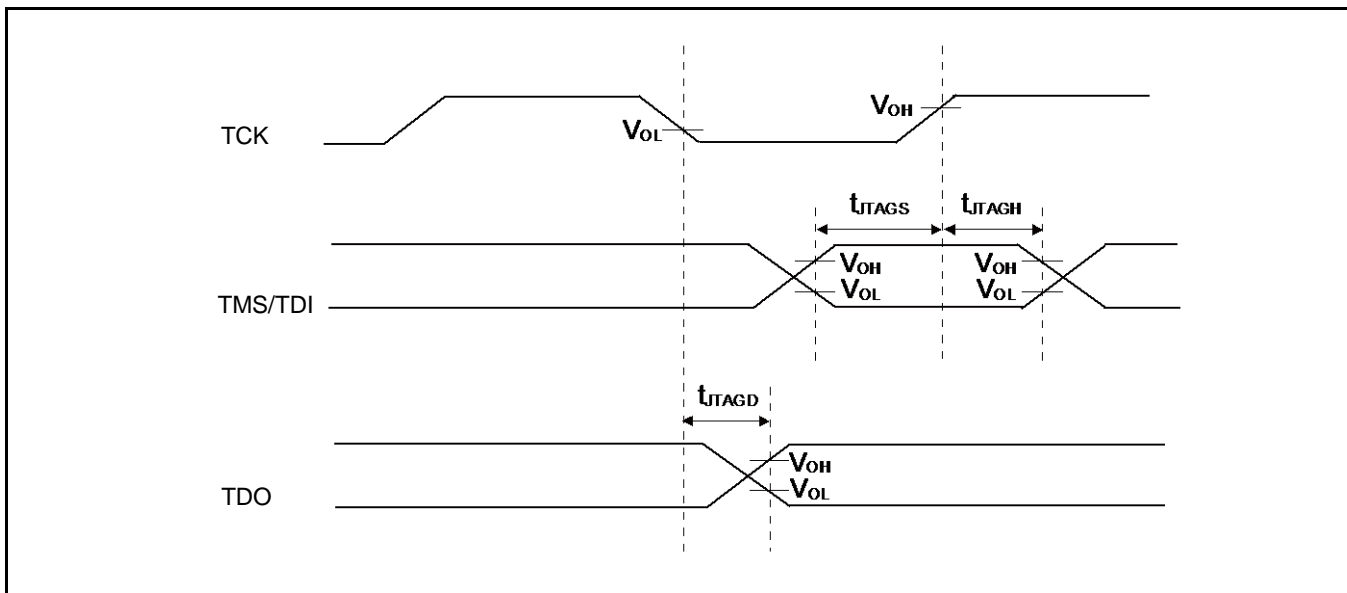 TCK
VOL
VOH
tJTAGS
tJTAGH
TMS/TDI
VOH
VOL
VOH
VOL
tJTAGD
TDO
VOH
VOL